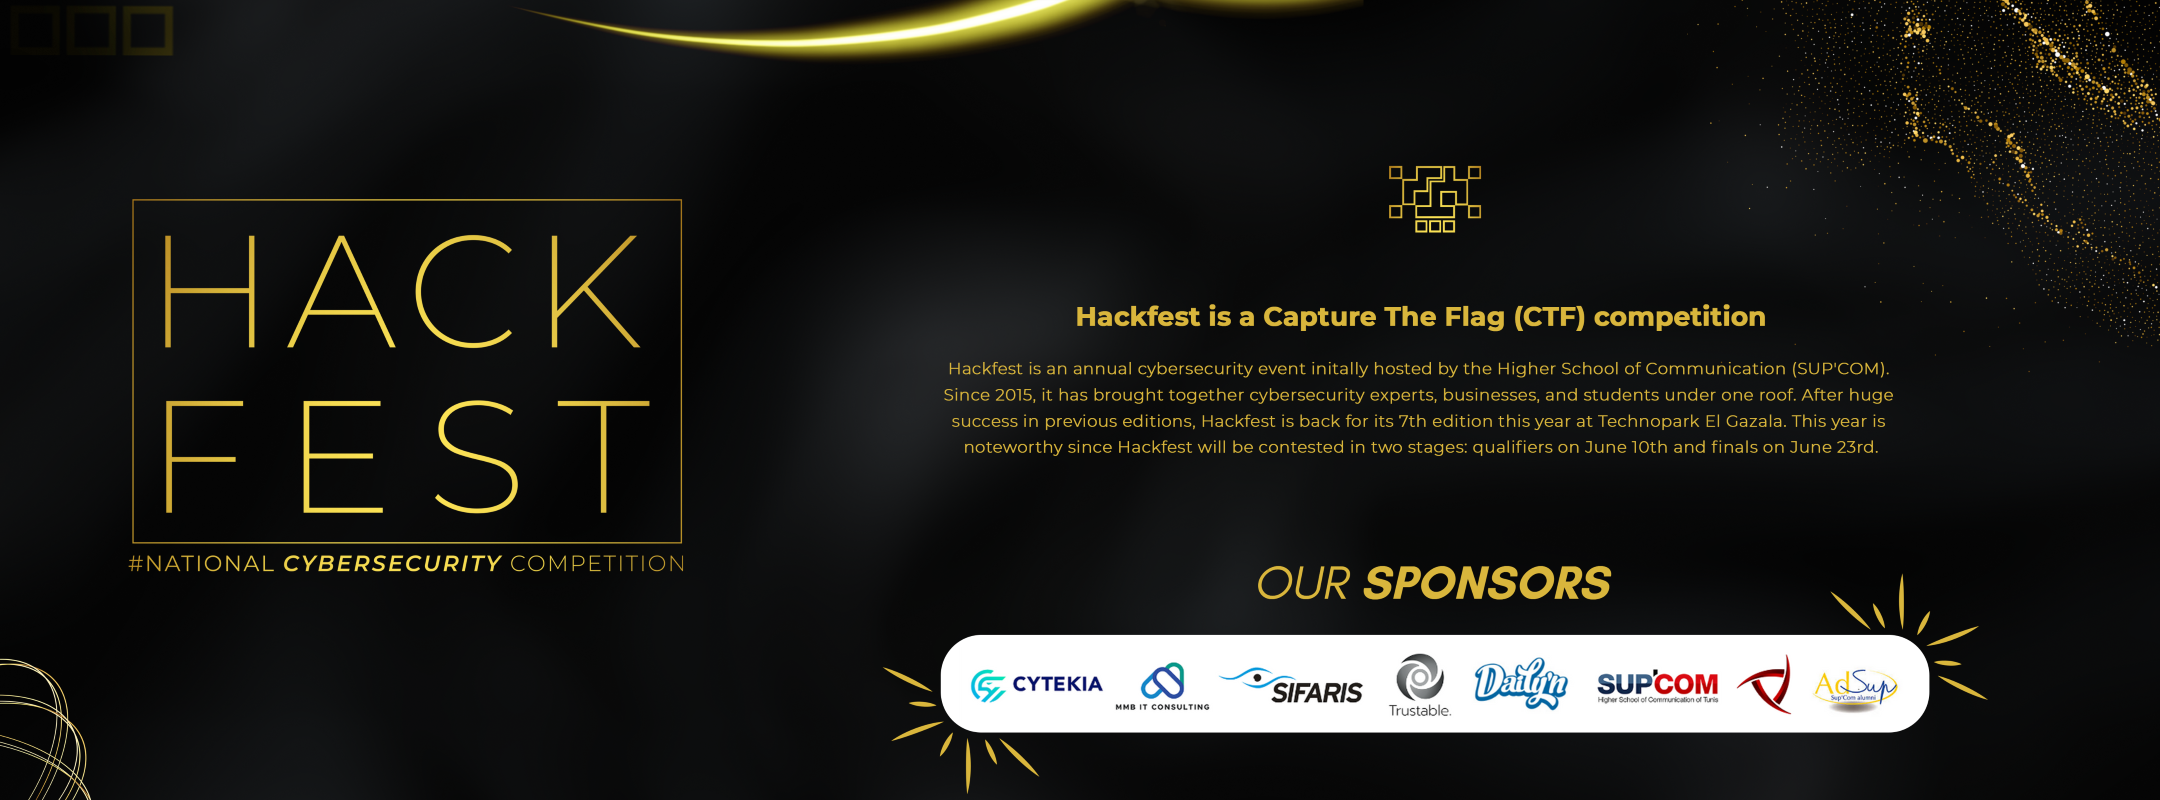 HACK
FEST
#NATIONAL CYBERSECURITY COMPETITION
Hackfest is a Capture The Flag (CTF) competition
Hackfest is an annual cybersecurity event initally hosted by the Higher School of Communication (SUP'COM).
Since 2015, it has brought together cybersecurity experts, businesses, and students under one roof. After huge
success in previous editions, Hackfest is back for its 7th edition this year at Technopark El Gazala. This year is
noteworthy since Hackfest will be contested in two stages: qualifiers on June 10th and finals on June 23rd.
OUR SPONSORS
CYTEKIA
MMB IT CONSULTING
SIFARIS
Trustable.
Daily'n
SUP'COM
Higher School of Communication of Tunis
AdSup
Sup'Com alumni